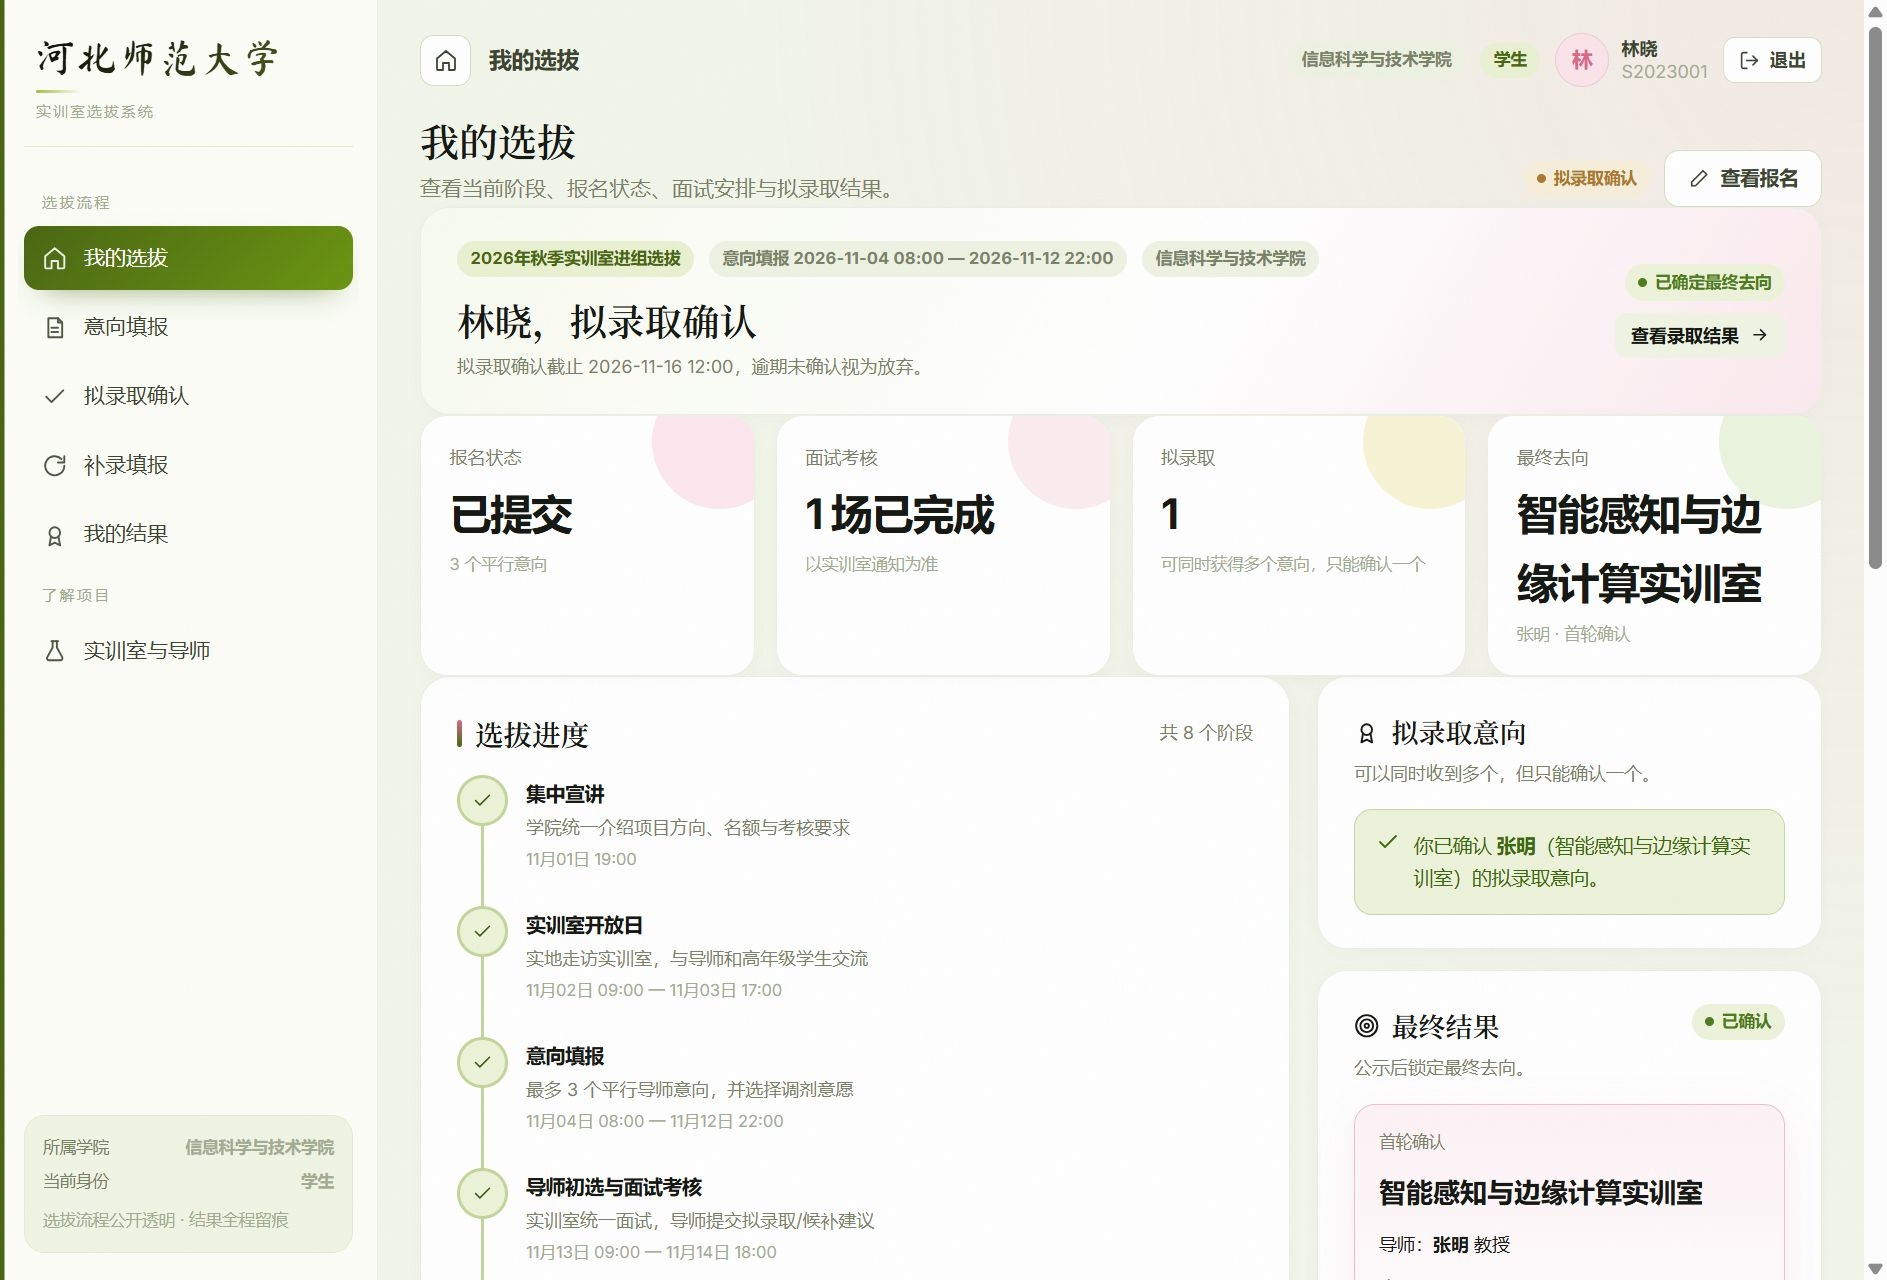 河北师范大学
实训室选拔系统
选拔流程
我的选拔
意向填报
拟录取确认
补录填报
我的结果
了解项目
实训室与导师
所属学院 信息科学与技术学院
当前身份 学生
选拔流程公开透明 · 结果全程留痕
我的选拔
信息科学与技术学院
学生
林
林晓
S2023001
退出
我的选拔
查看当前阶段、报名状态、面试安排与拟录取结果。
拟录取确认
查看报名
2026年秋季实训室进组选拔
意向填报 2026-11-04 08:00 — 2026-11-12 22:00
信息科学与技术学院
林晓，拟录取确认
拟录取确认截止 2026-11-16 12:00，逾期未确认视为放弃。
已确定最终去向
查看录取结果
报名状态
已提交
3 个平行意向
面试考核
1 场已完成
以实训室通知为准
拟录取
1
可同时获得多个意向，只能确认一个
最终去向
智能感知与边
缘计算实训室
张明 · 首轮确认
选拔进度
共 8 个阶段
集中宣讲
学院统一介绍项目方向、名额与考核要求
11月01日 19:00
实训室开放日
实地走访实训室，与导师和高年级学生交流
11月02日 09:00 — 11月03日 17:00
意向填报
最多 3 个平行导师意向，并选择调剂意愿
11月04日 08:00 — 11月12日 22:00
导师初选与面试考核
实训室统一面试，导师提交拟录取/候补建议
11月13日 09:00 — 11月14日 18:00
拟录取意向
可以同时收到多个，但只能确认一个。
你已确认 张明（智能感知与边缘计算实
训室）的拟录取意向。
最终结果
已确认
公示后锁定最终去向。
首轮确认
智能感知与边缘计算实训室
导师：张明 教授